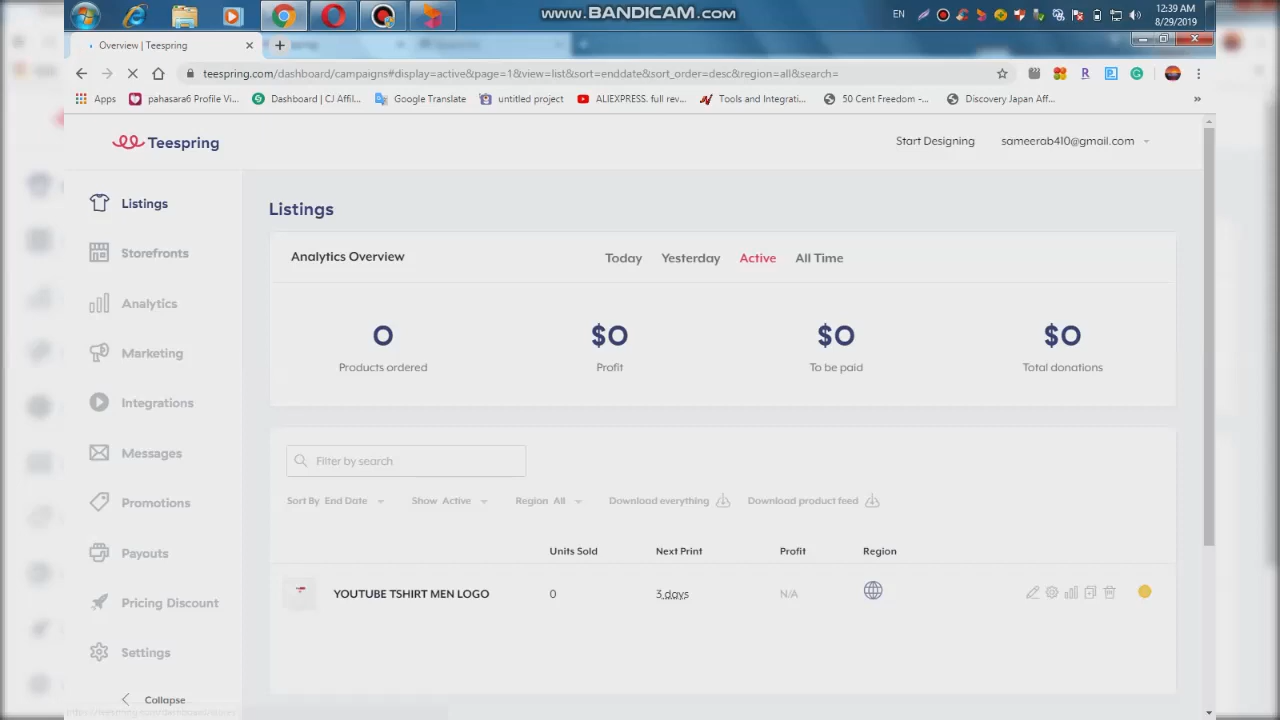 www.BANDICAM.com
EN
12:39 AM
8/29/2019
Overview | Teespring
teespring.com/dashboard/campaigns#display=active&page=1&view=list&sort=enddate&sort_order=desc&region=all&search=
Apps
pahasara6 Profile Vi...
Dashboard | CJ Affil...
Google Translate
untitled project
ALIEXPRESS. full rev...
Tools and Integrati...
50 Cent Freedom -...
Discovery Japan Aff...
»
Teespring
Start Designing
sameerab410@gmail.com
Listings
Storefronts
Analytics
Marketing
Integrations
Messages
Promotions
Payouts
Pricing Discount
Settings
Collapse
Listings
Analytics Overview
Today
Yesterday
Active
All Time
0
$0
$0
$0
Products ordered
Profit
To be paid
Total donations
Filter by search
Sort By End Date
Show Active
Region All
Download everything
Download product feed
Units Sold
Next Print
Profit
Region
YOUTUBE TSHIRT MEN LOGO
0
3 days
N/A